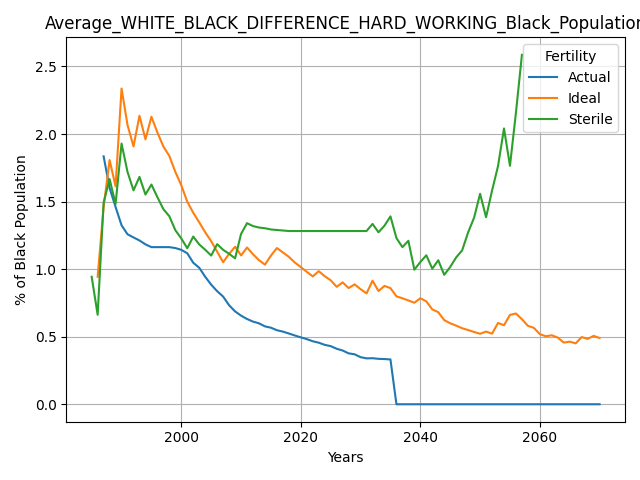 Average_WHITE_BLACK_DIFFERENCE_HARD_WORKING_Black_Population
Fertility
Actual
Ideal
Sterile
% of Black Population
2.5
2.0
1.5
1.0
0.5
0.0
2000 2020 2040 2060
Years